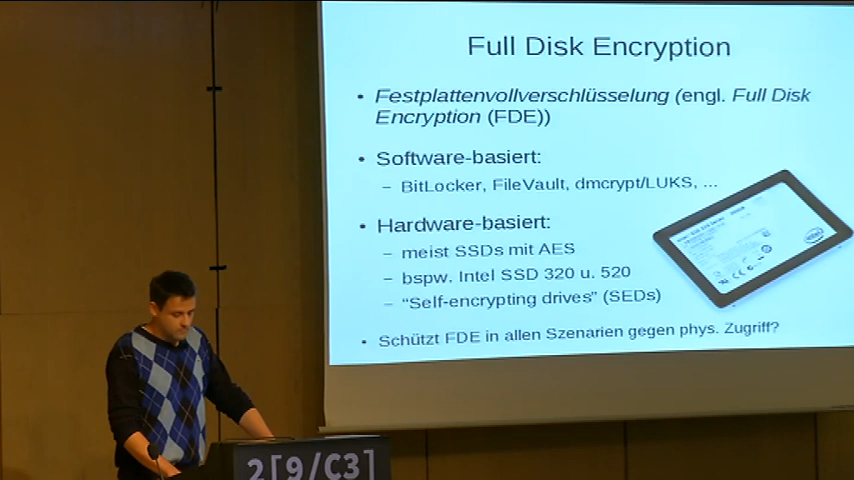 Full Disk Encryption
• Festplattenvollverschlüsselung (engl. Full Disk
Encryption (FDE))
• Software-basiert:
– BitLocker, FileVault, dmcrypt/LUKS, ...
• Hardware-basiert:
– meist SSDs mit AES
– bspw. Intel SSD 320 u. 520
– “Self-encrypting drives” (SEDs)
• Schützt FDE in allen Szenarien gegen phys. Zugriff?
intel
2[9/C3]